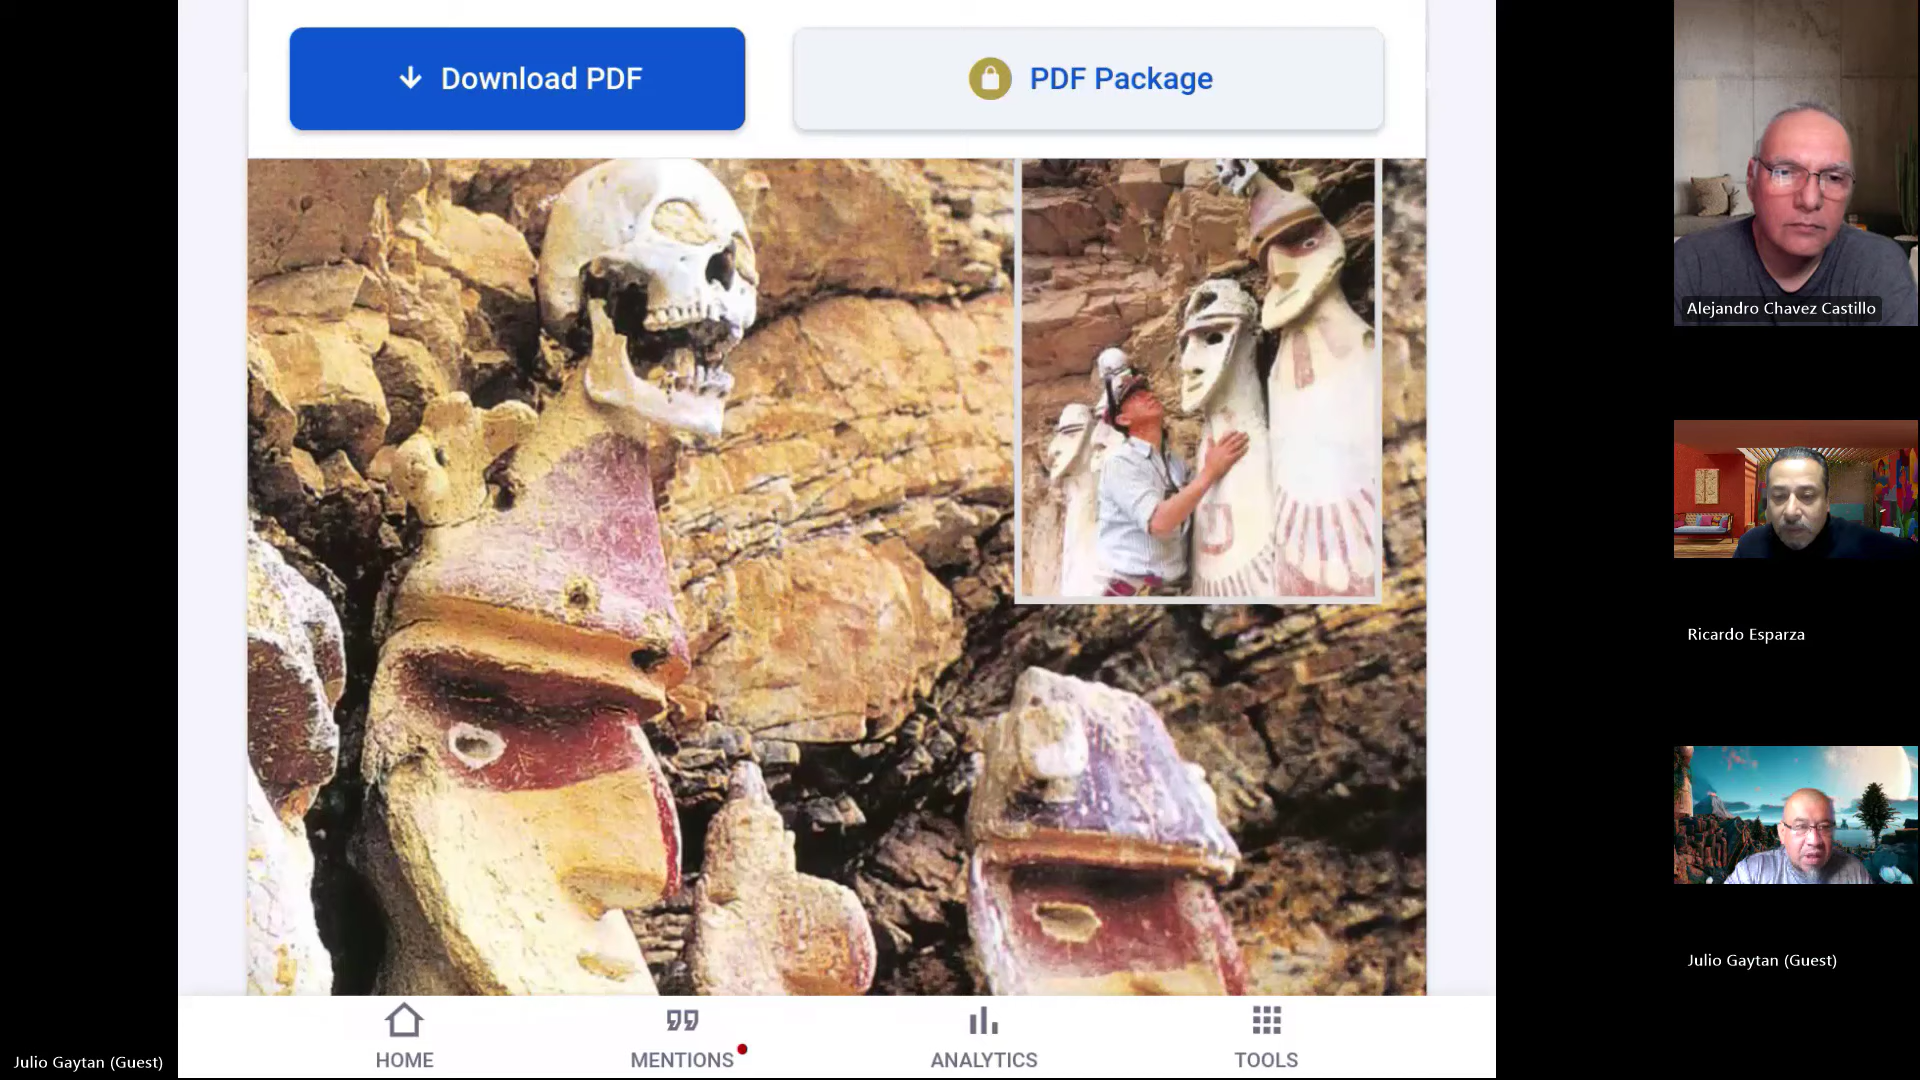 Download PDF
PDF Package
Alejandro Chavez Castillo
Ricardo Esparza
Julio Gaytan (Guest)
HOME
MENTIONS
ANALYTICS
TOOLS
Julio Gaytan (Guest)